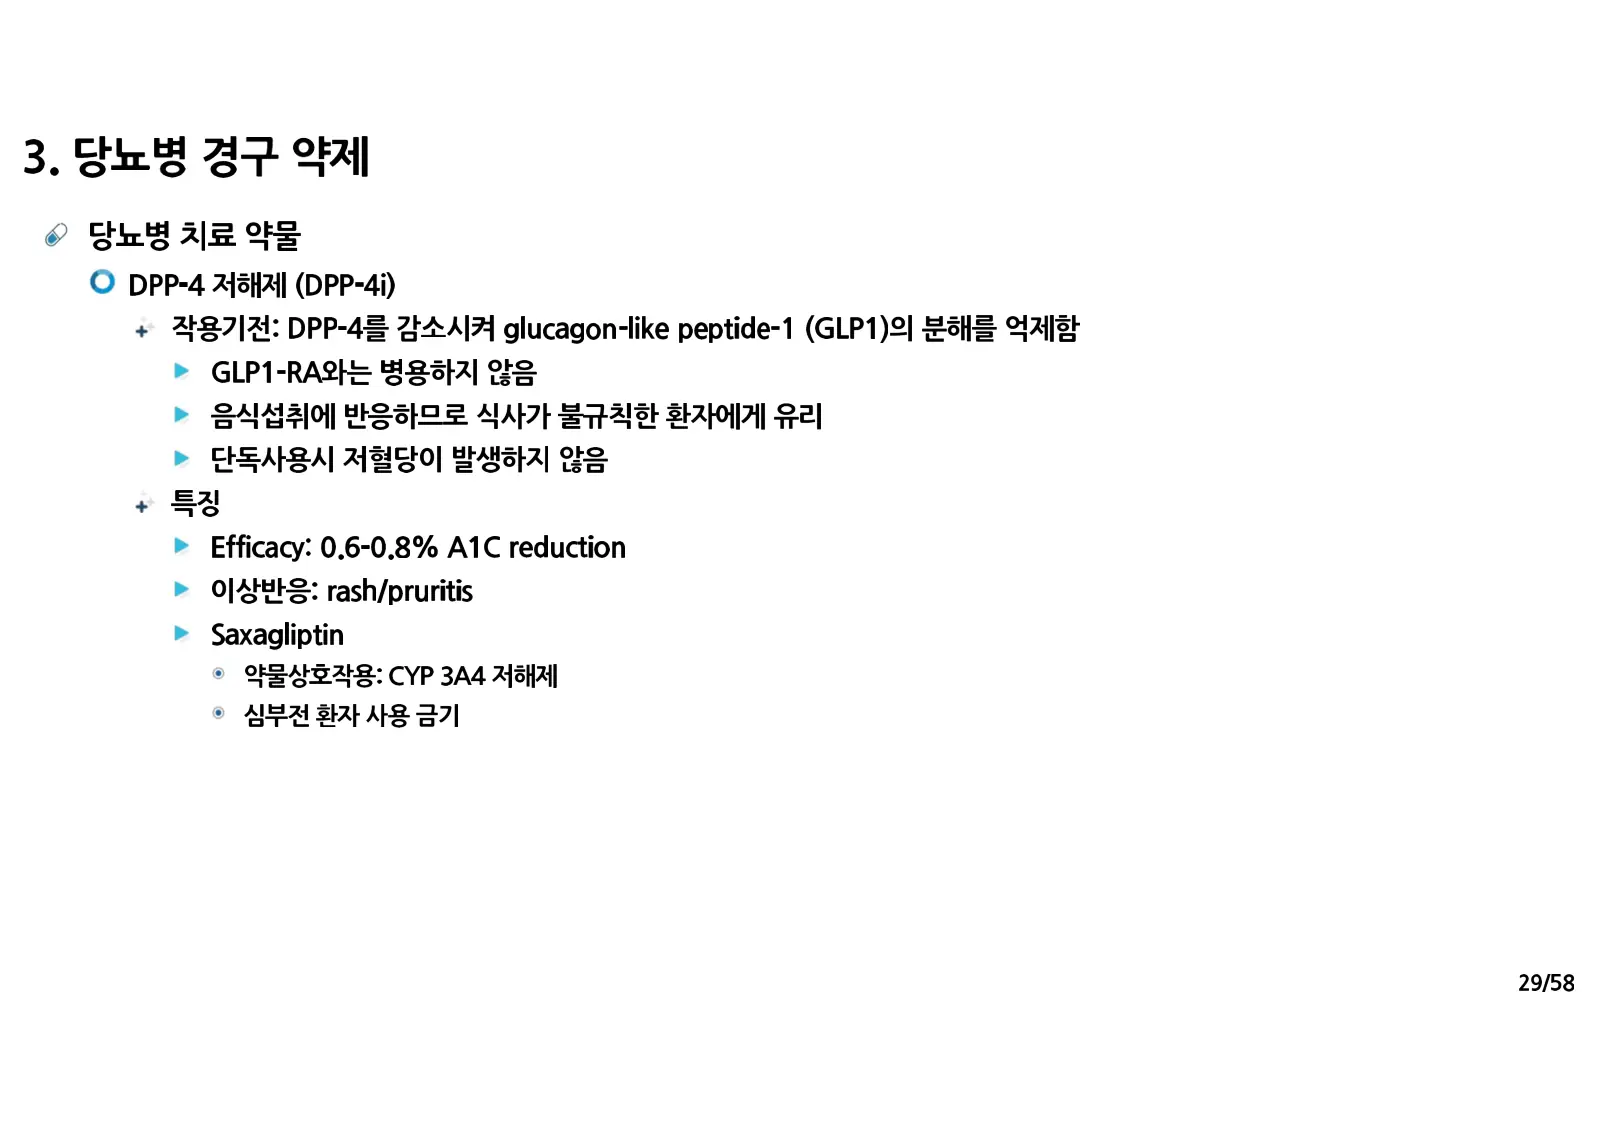 3. 당뇨병 경구 약제
당뇨병 치료 약물
DPP-4 저해제 (DPP-4i)
작용기전: DPP-4를 감소시켜 glucagon-like peptide-1 (GLP1)의 분해를 억제함
GLP1-RA와는 병용하지 않음
음식섭취에 반응하므로 식사가 불규칙한 환자에게 유리
단독사용시 저혈당이 발생하지 않음
특징
Efficacy: 0.6-0.8% A1C reduction
이상반응: rash/pruritis
Saxagliptin
약물상호작용: CYP 3A4 저해제
심부전 환자 사용 금기
29/58